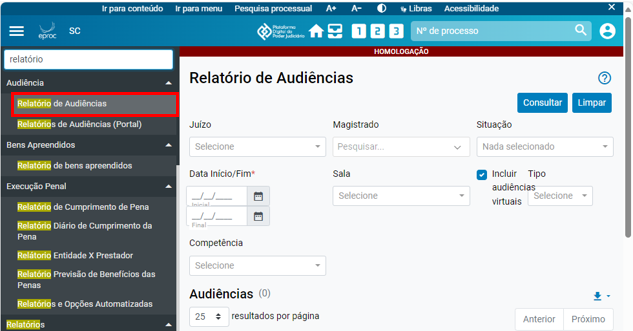 Ir para conteúdo Ir para menu Pesquisa processual A+ A- Libras Acessibilidade
eproc SC Plataforma Digital do Poder Judiciário 1 2 3 Nº de processo
HOMOLOGAÇÃO
relatório
Audiência
Relatório de Audiências
Relatórios de Audiências (Portal)
Bens Apreendidos
Relatório de bens apreendidos
Execução Penal
Relatório de Cumprimento de Pena
Relatório Diário de Cumprimento da
Pena
Relatório Entidade X Prestador
Relatório Previsão de Benefícios das
Penas
Relatórios e Opções Automatizadas
Relatórios
Relatório de Audiências
Consultar Limpar
Juízo Magistrado Situação
Selecione Pesquisar... Nada selecionado
Data Início/Fim* Sala Incluir audiências virtuais Tipo
__/__/____ Selecione Selecione
Inicial
__/__/____
Final
Competência
Selecione
Audiências (0)
25 resultados por página Anterior Próximo